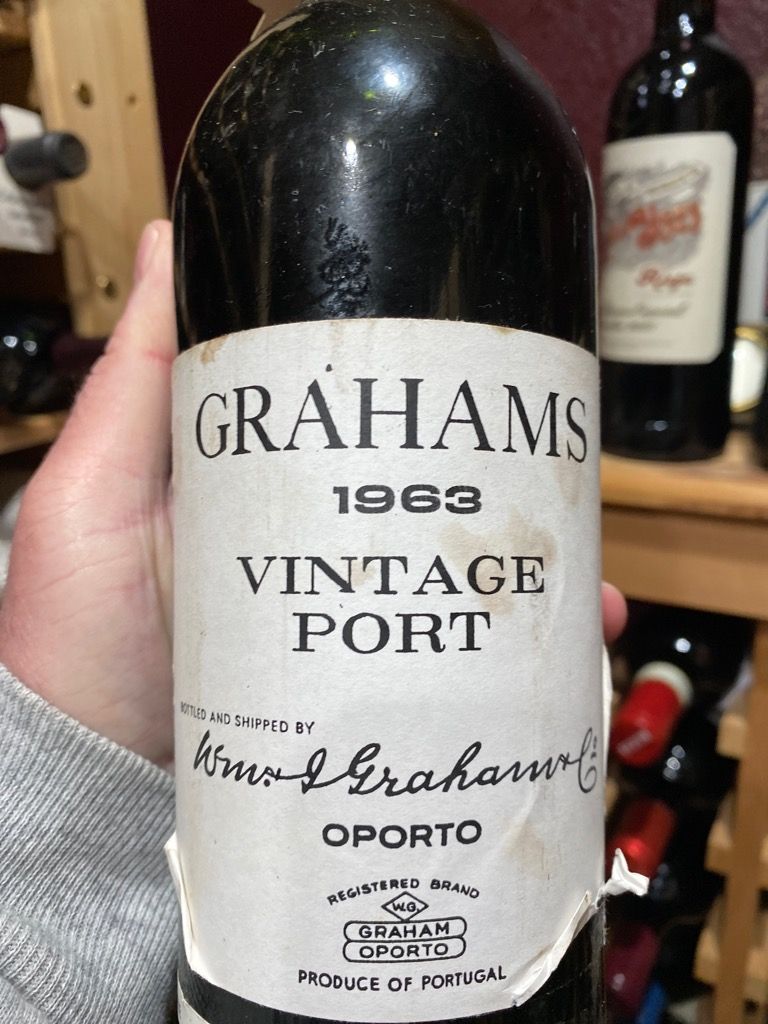 GRAHAMS
1963
VINTAGE
PORT
BOTTLED AND SHIPPED BY
Wm. & J Graham & Co
OPORTO
REGISTERED BRAND
W.G.
GRAHAM
OPORTO
PRODUCE OF PORTUGAL
Rioja